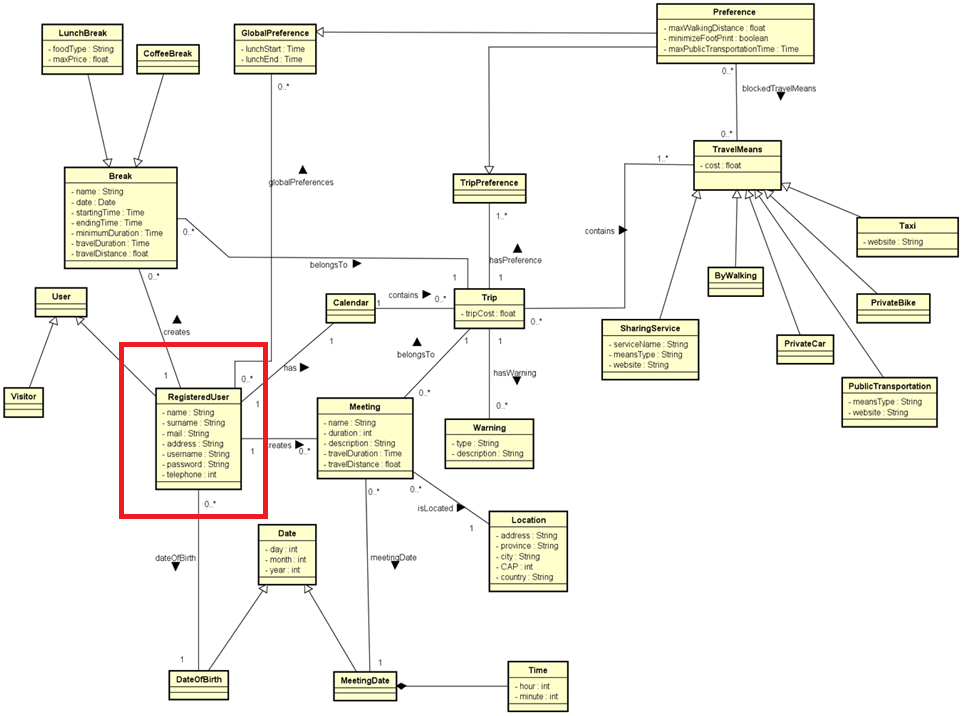 LunchBreak
- foodType : String
- maxPrice : float
CoffeeBreak
GlobalPreference
- lunchStart : Time
- lunchEnd : Time
Preference
- maxWalkingDistance : float
- minimizeFootPrint : boolean
- maxPublicTransportationTime : Time
0..*
0..*
blockedTravelMeans
0..*
TravelMeans
- cost : float
1..*
Break
- name : String
- date : Date
- startingTime : Time
- endingTime : Time
- minimumDuration : Time
- travelDuration : Time
- travelDistance : float
0..*
0..*
globalPreferences
TripPreference
1..*
hasPreference
1
1
belongsTo
contains
Taxi
- website : String
ByWalking
PrivateBike
User
creates
Calendar
1
contains
0..*
1
Trip
- tripCost : float
0..*
1
1
SharingService
- serviceName : String
- meansType : String
- website : String
PrivateCar
PublicTransportation
- meansType : String
- website : String
Visitor
1
0..*
has
1
belongsTo
0..*
hasWarning
0..*
RegisteredUser
- name : String
- surname : String
- mail : String
- address : String
- username : String
- password : String
- telephone : int
1
creates
0..*
Meeting
- name : String
- duration : int
- description : String
- travelDuration : Time
- travelDistance : float
Warning
- type : String
- description : String
0..*
0..*
0..*
isLocated
1
Location
- address : String
- province : String
- city : String
- CAP : int
- country : String
dateOfBirth
Date
- day : int
- month : int
- year : int
meetingDate
1
DateOfBirth
1
MeetingDate
Time
- hour : int
- minute : int